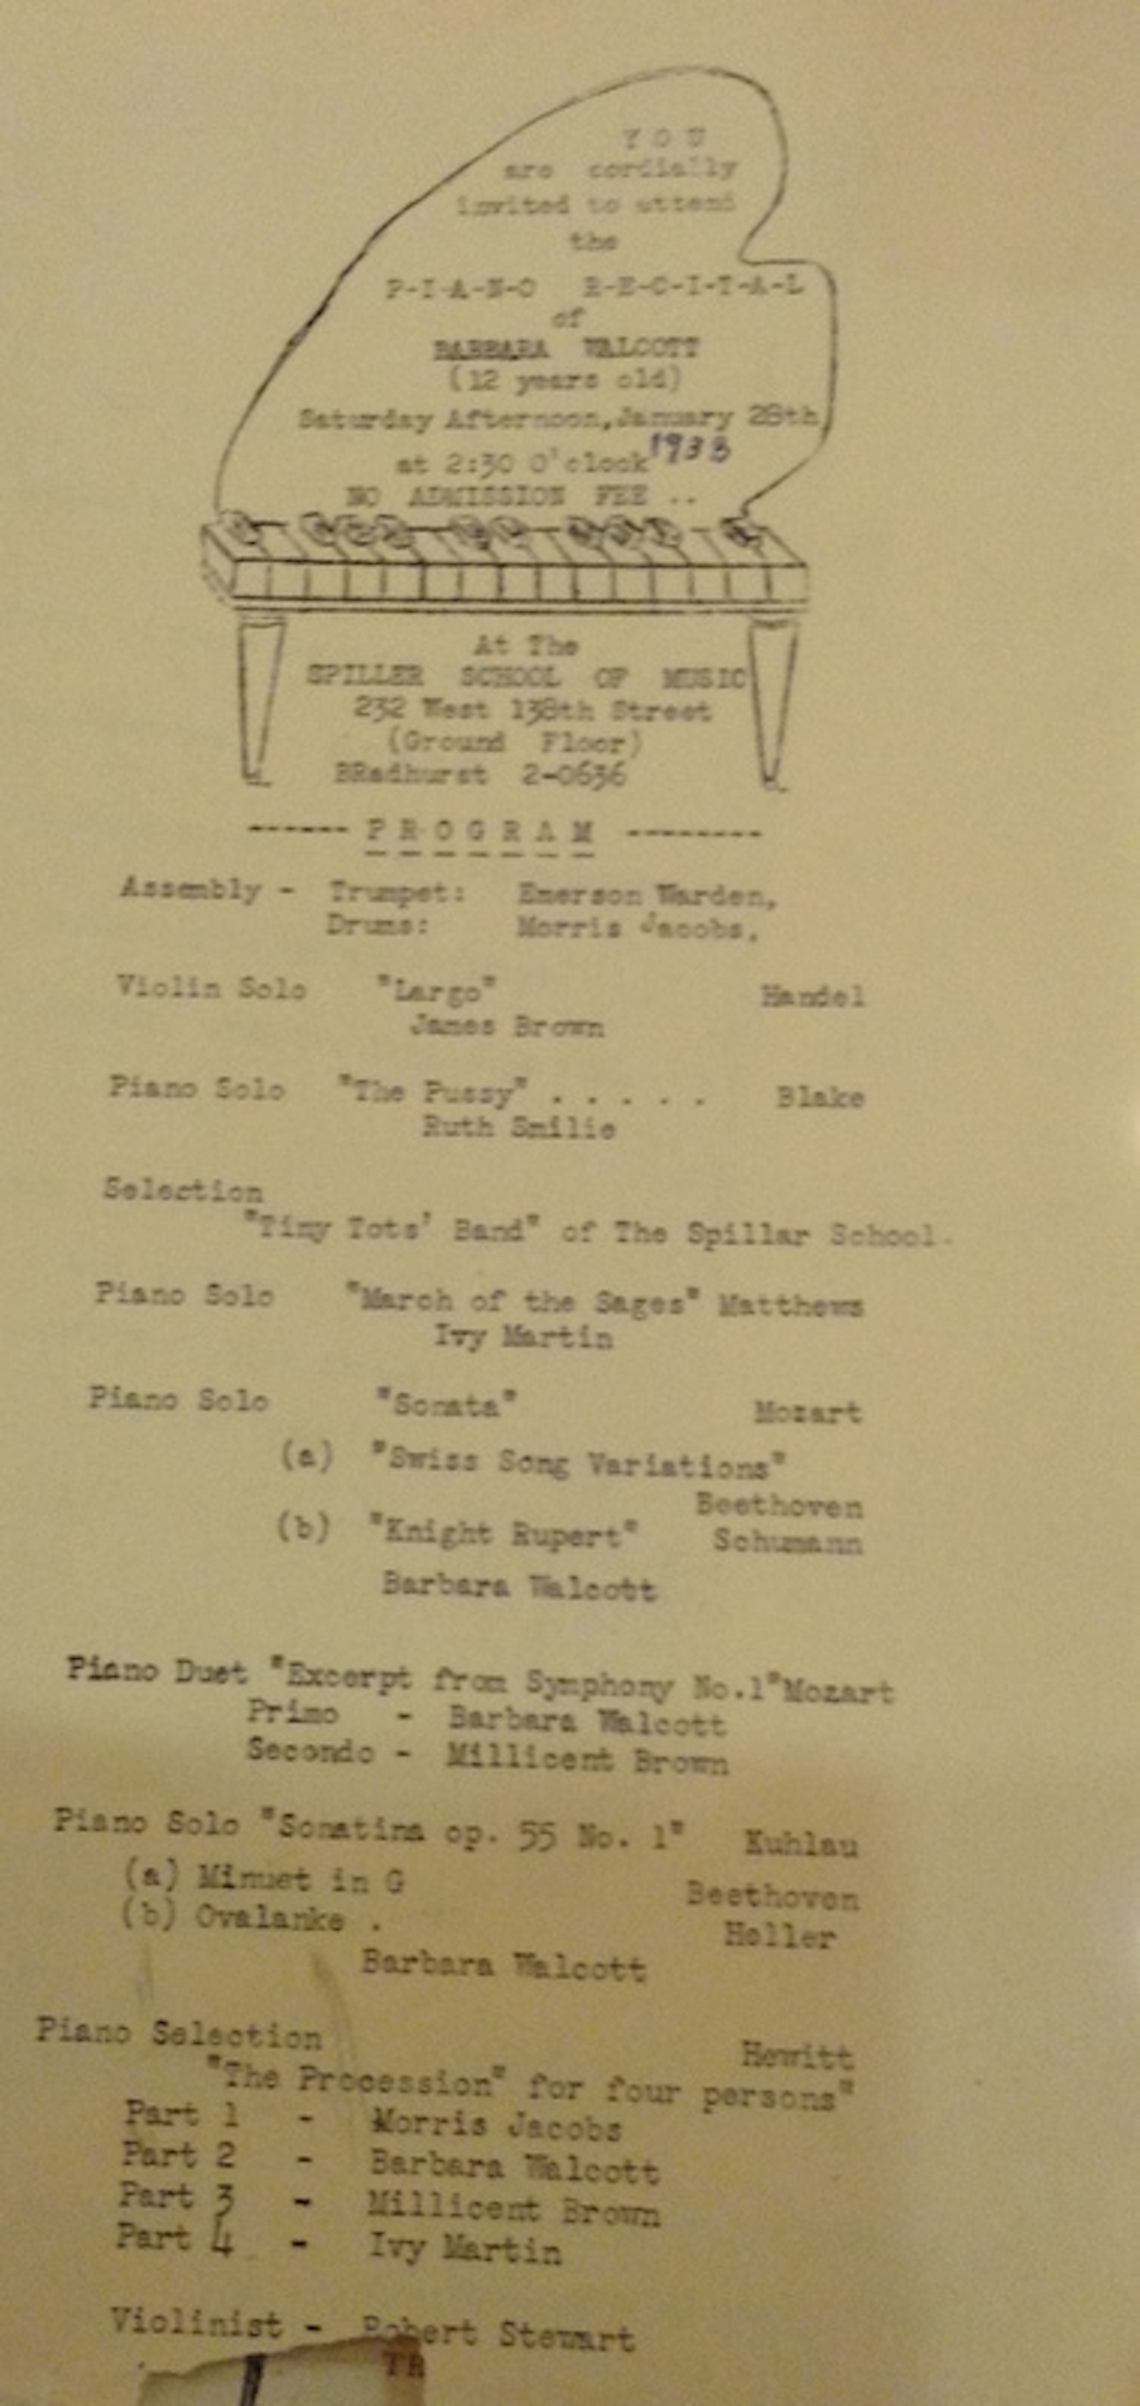 YOU
are cordially
invited to attend
the
P-I-A-N-O R-E-C-I-T-A-L
of
BARBARA WALCOTT
(12 years old)
Saturday Afternoon, January 28th
1933
at 2:30 O'clock
NO ADMISSION FEE ..
At The
SPILLER SCHOOL OF MUSIC
232 West 138th Street
(Ground Floor)
BRadhurst 2-0636
------ P R O G R A M --------
Assembly - Trumpet: Emerson Warden,
Drums: Morris Jacobs.
Violin Solo "Largo" Handel
James Brown
Piano Solo "The Pussy" . . . . . Blake
Ruth Smilie
Selection
"Tiny Tots' Band" of The Spillar School.
Piano Solo "March of the Sages" Matthews
Ivy Martin
Piano Solo "Sonata" Mozart
(a) "Swiss Song Variations"
Beethoven
(b) "Knight Rupert" Schumann
Barbara Walcott
Piano Duet "Excerpt from Symphony No.1" Mozart
Primo - Barbara Walcott
Secondo - Millicent Brown
Piano Solo "Sonatina op. 55 No. 1" Kuhlau
(a) Minuet in G Beethoven
(b) Ovalanke . Heller
Barbara Walcott
Piano Selection Hewitt
"The Procession" for four persons"
Part 1 - Morris Jacobs
Part 2 - Barbara Walcott
Part 3 - Millicent Brown
Part 4 - Ivy Martin
Violinist - Robert Stewart
TR